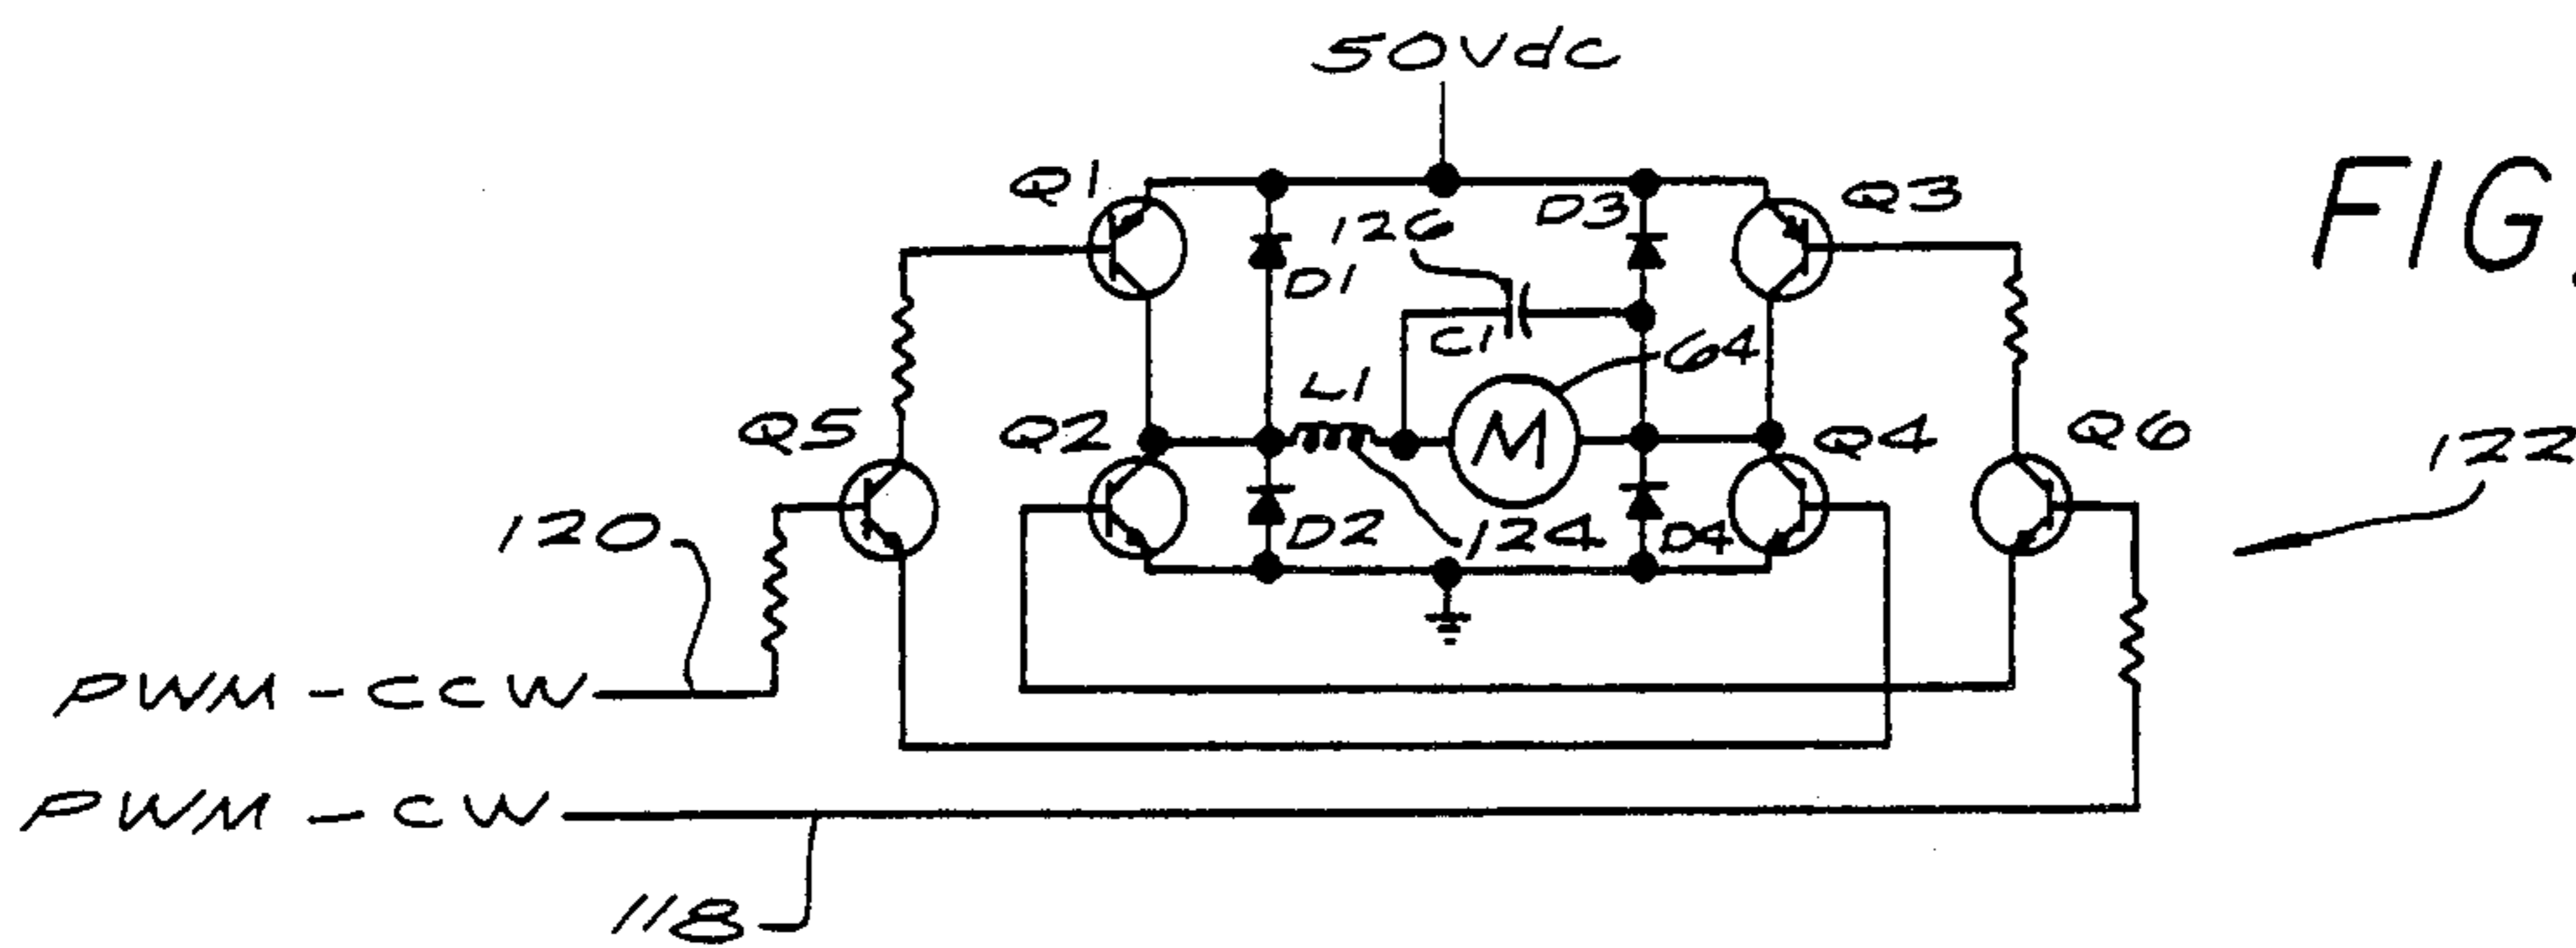 50Vdc
FIG.
Q1
D3
Q3
126
D1
C1
64
L1
Q5
Q2
Q4
Q6
122
120
D2
124
D4
PWM-CCW
PWM-CW
118
M